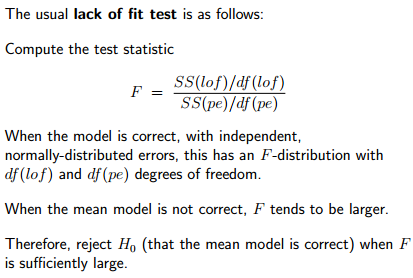 The usual lack of fit test is as follows:
Compute the test statistic
F = SS(lof)/df(lof)
SS(pe)/df(pe)
When the model is correct, with independent,
normally-distributed errors, this has an F-distribution with
df(lof) and df(pe) degrees of freedom.
When the mean model is not correct, F tends to be larger.
Therefore, reject H₀ (that the mean model is correct) when F
is sufficiently large.